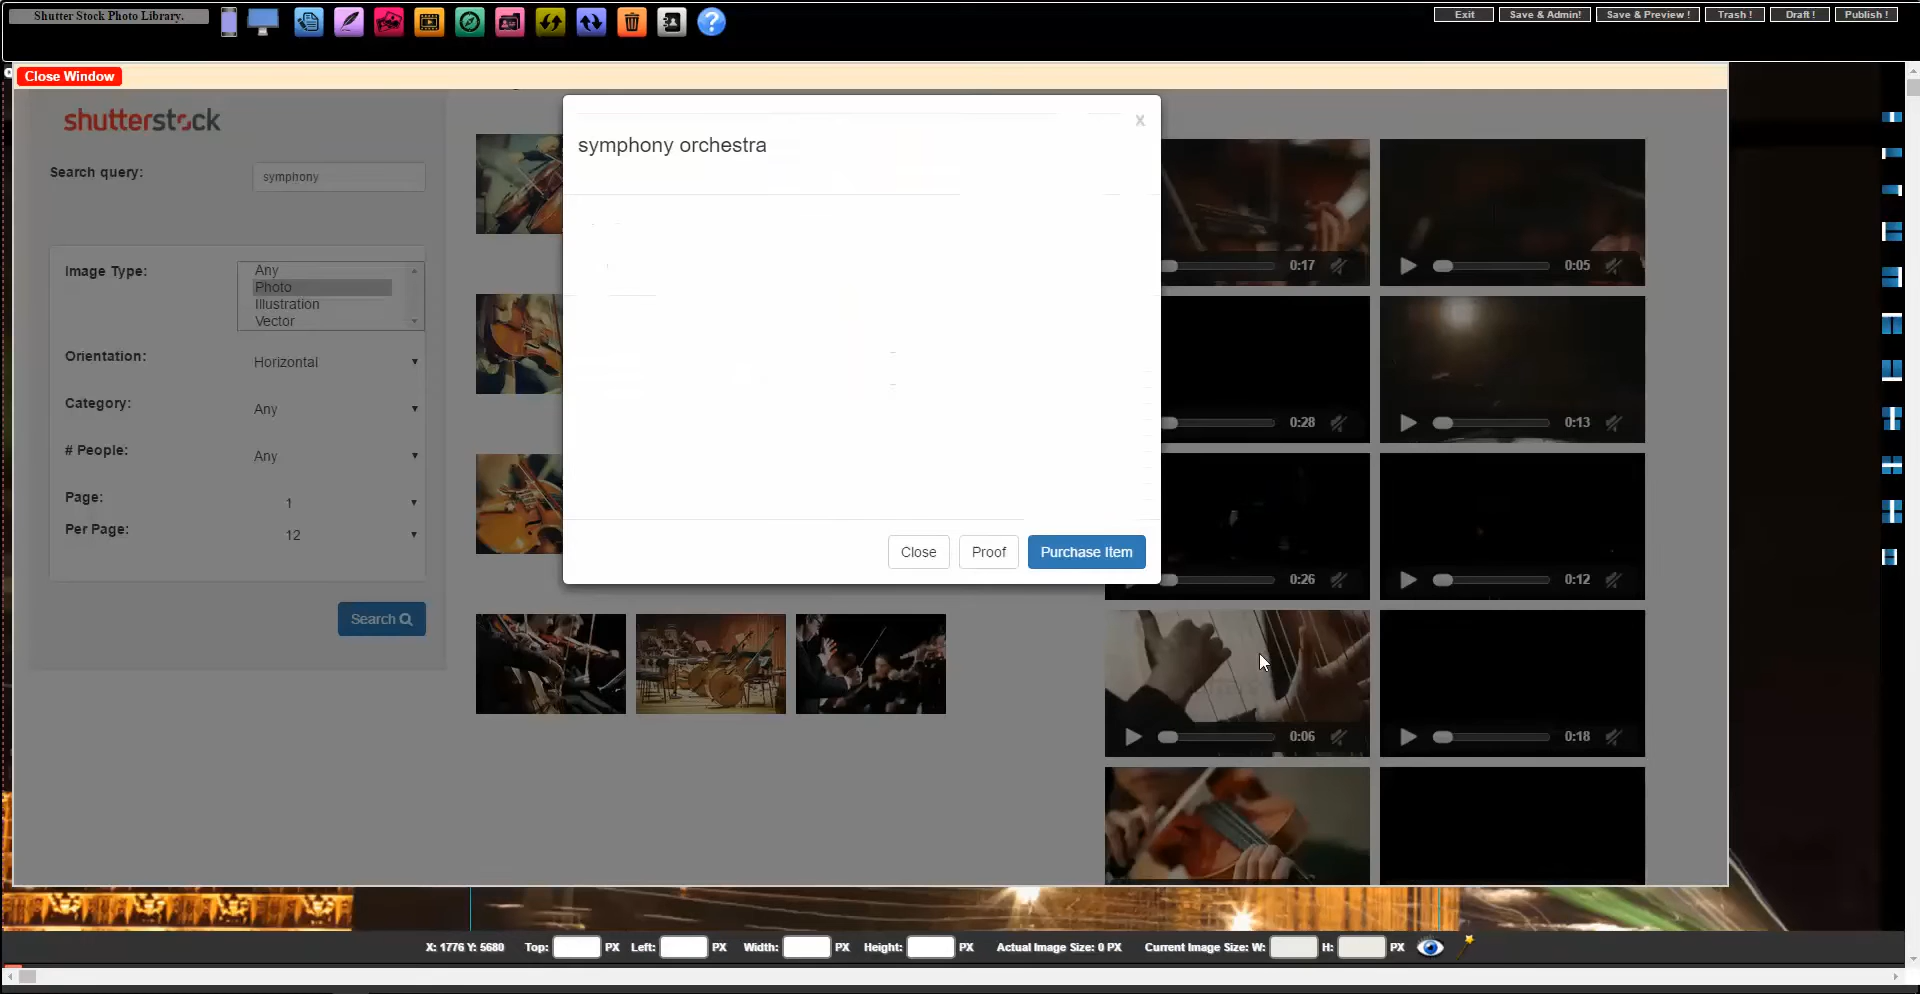 Shutter Stock Photo Library.
Exit
Save & Admin!
Save & Preview !
Trash !
Draft !
Publish !
Close Window
shutterstock
Search query:
symphony
Image Type:
Any
Photo
Illustration
Vector
Orientation:
Horizontal
Category:
Any
# People:
Any
Page:
1
Per Page:
12
Search
symphony orchestra
x
Close
Proof
Purchase Item
0:17
0:05
0:28
0:13
0:26
0:12
0:06
0:18
X: 1776 Y: 5680
Top: PX Left: PX Width: PX Height: PX
Actual Image Size: 0 PX
Current Image Size: W: H: PX